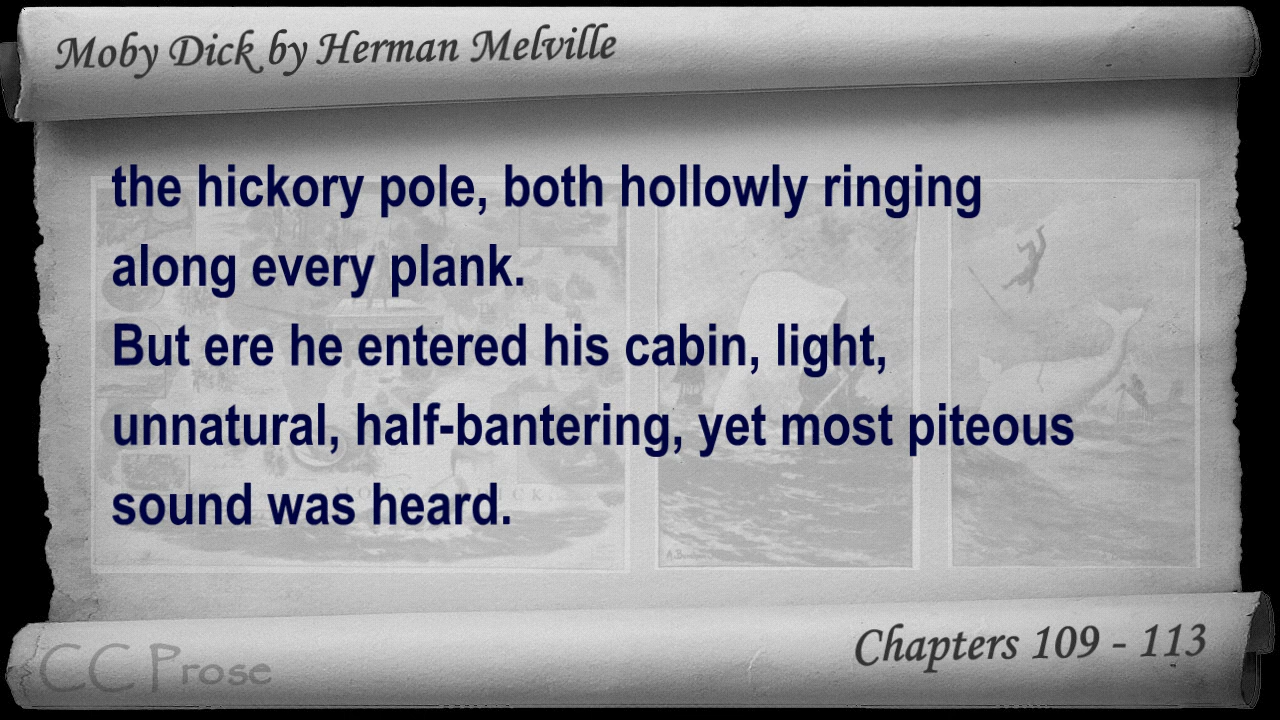 Moby Dick by Herman Melville
the hickory pole, both hollowly ringing
along every plank.
But ere he entered his cabin, light,
unnatural, half-bantering, yet most piteous
sound was heard.
Chapters 109 - 113
CC Prose